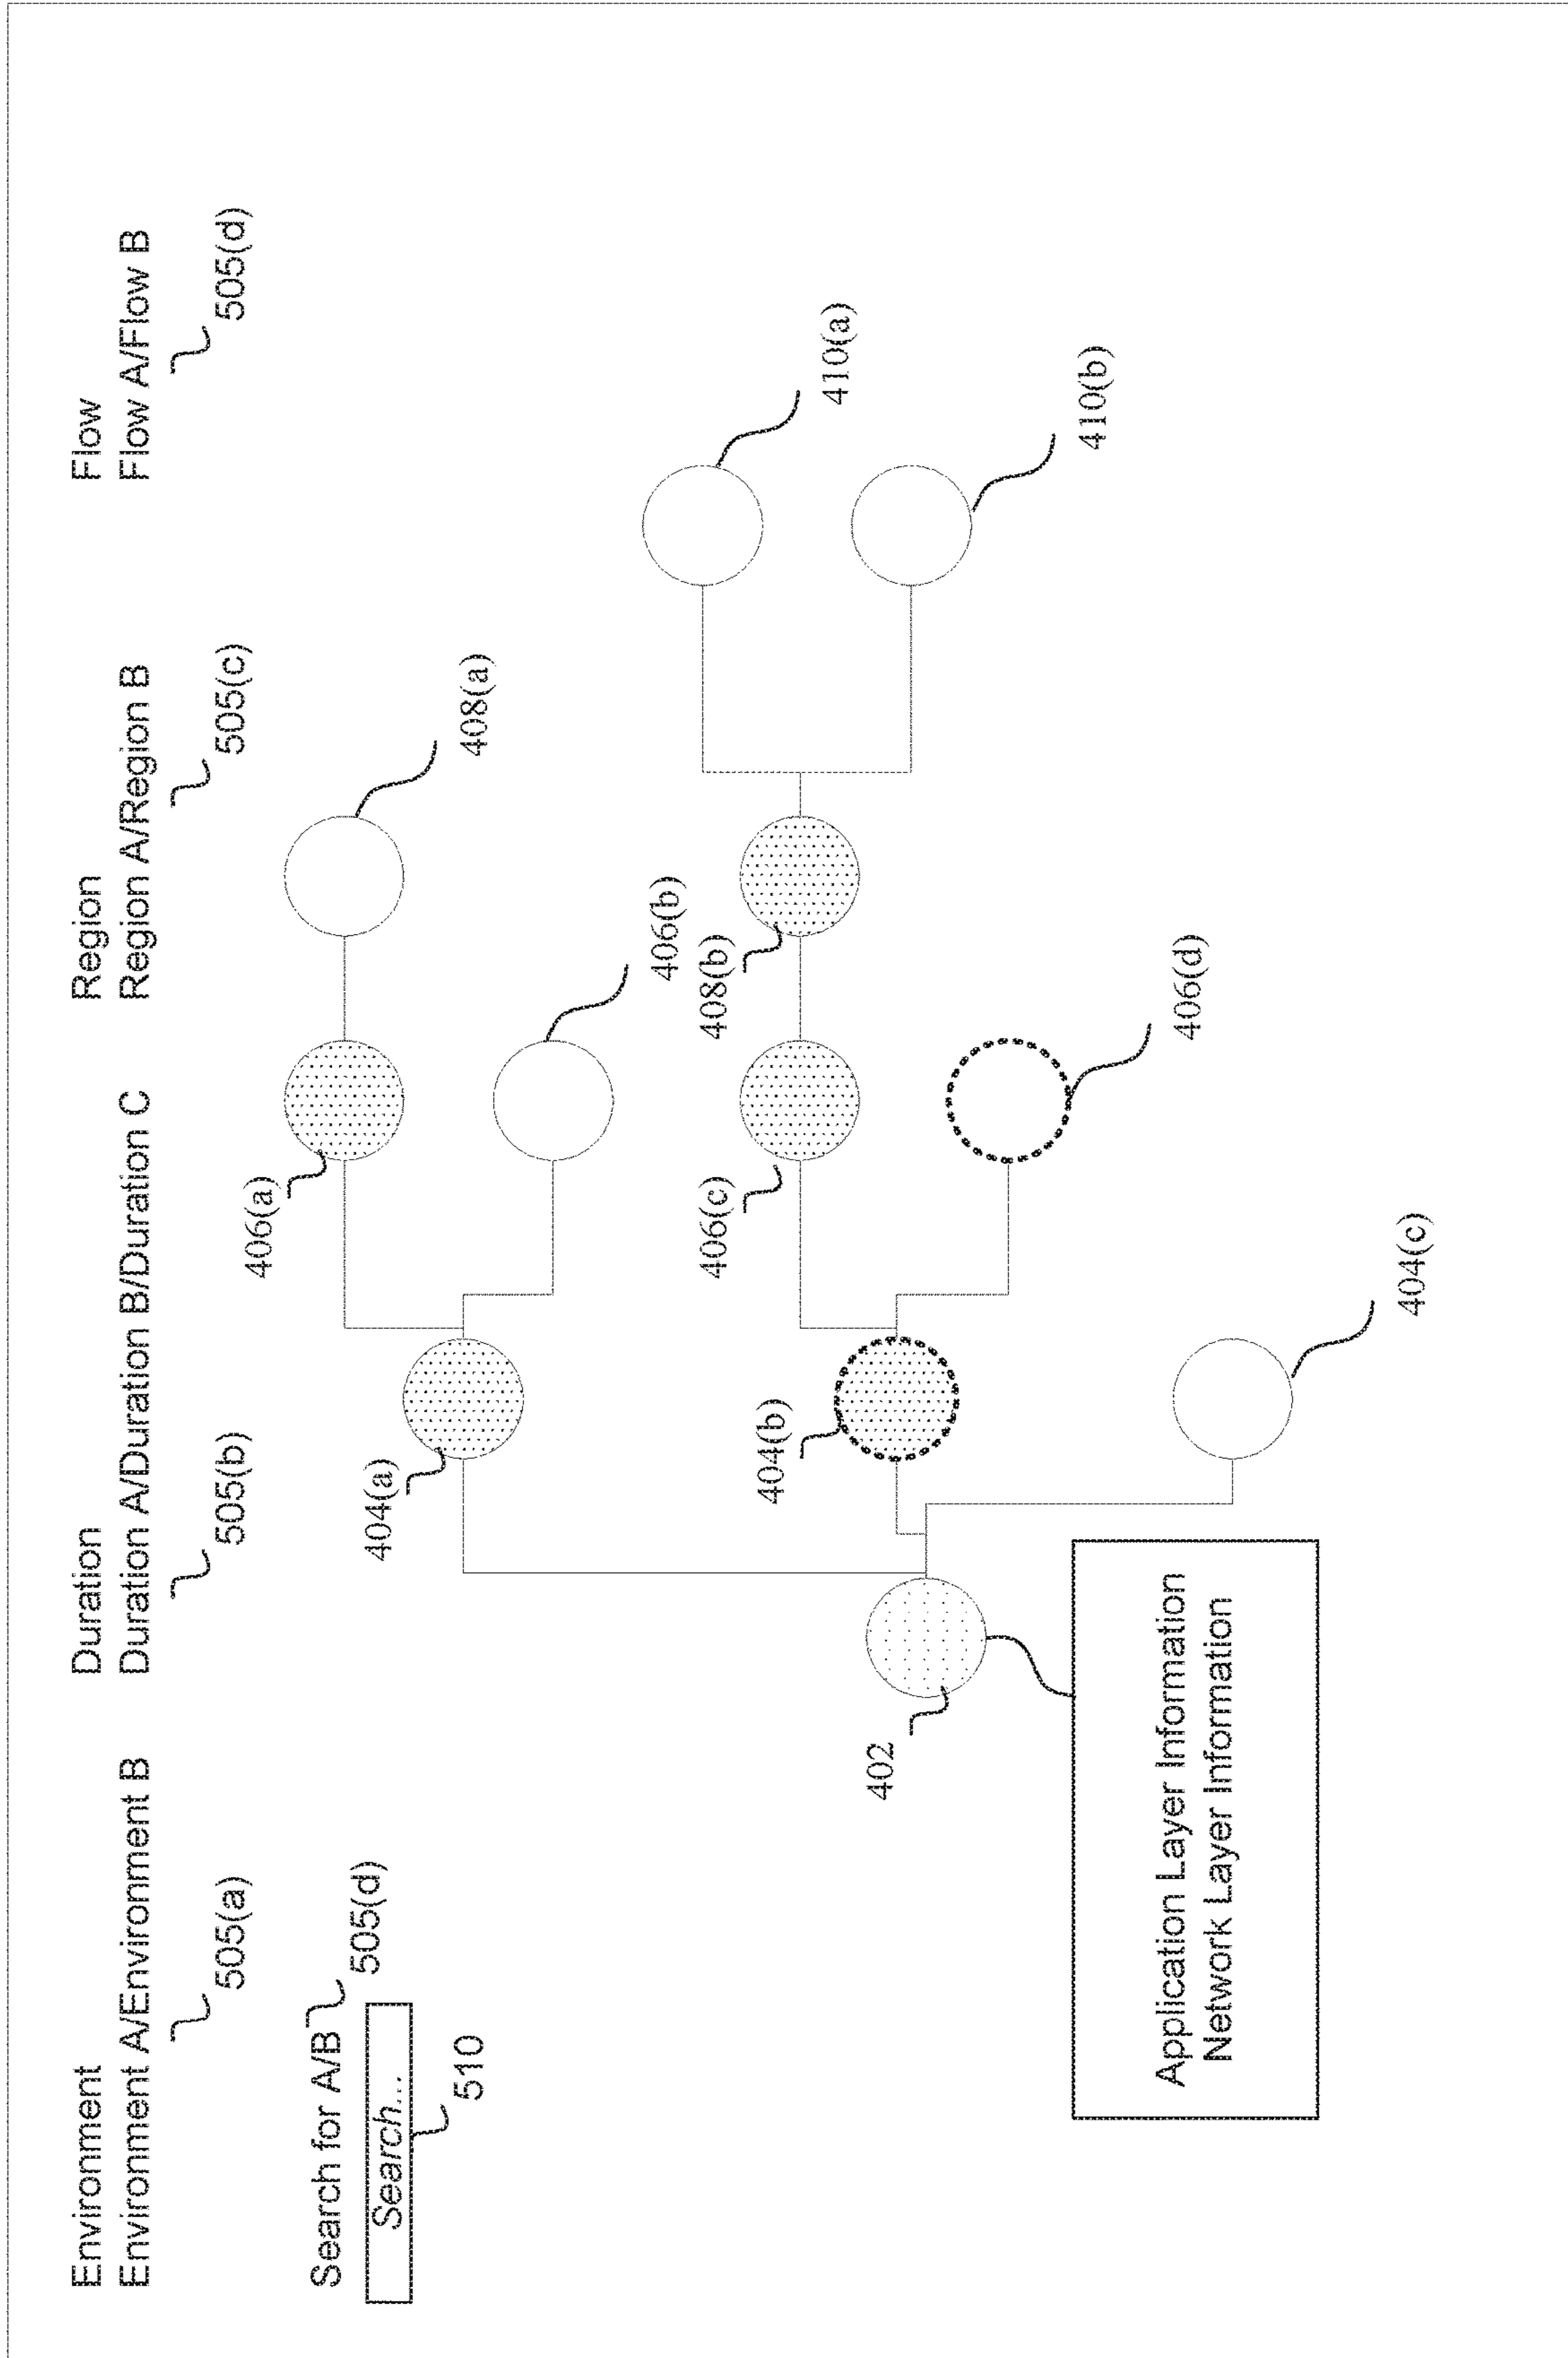 Environment
Environment A/Environment B
505(a)
Duration
Duration A/Duration B/Duration C
505(b)
Region
Region A/Region B
505(c)
Flow
Flow A/Flow B
505(d)
Search for A/B
505(d)
Search...
510
402
Application Layer Information
Network Layer Information
404(a)
404(b)
404(c)
406(a)
406(b)
406(c)
406(d)
408(a)
408(b)
410(a)
410(b)